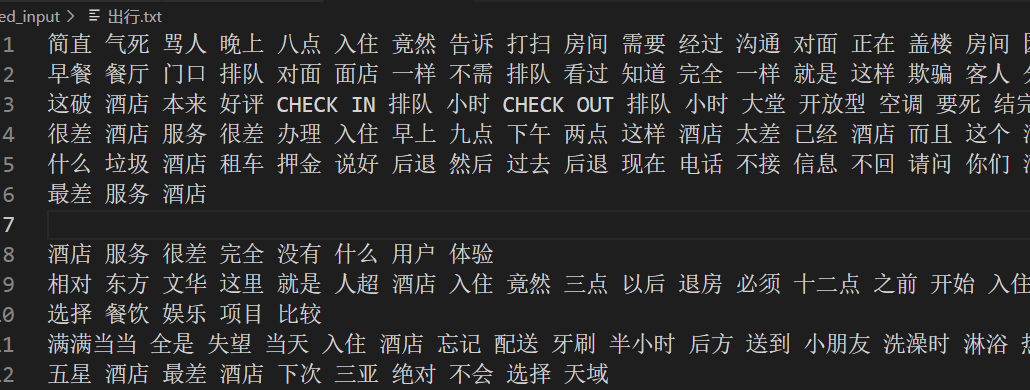 ed_input > 出行.txt
1 简直 气死 骂人 晚上 八点 入住 竟然 告诉 打扫 房间 需要 经过 沟通 对面 正在 盖楼 房间
2 早餐 餐厅 门口 排队 对面 面店 一样 不需 排队 看过 知道 完全 一样 就是 这样 欺骗 客人
3 这破 酒店 本来 好评 CHECK IN 排队 小时 CHECK OUT 排队 小时 大堂 开放型 空调 要死 结完
4 很差 酒店 服务 很差 办理 入住 早上 九点 下午 两点 这样 酒店 太差 已经 酒店 而且 这个
5 什么 垃圾 酒店 租车 押金 说好 后退 然后 过去 后退 现在 电话 不接 信息 不回 请问 你们
6 最差 服务 酒店
7
8 酒店 服务 很差 完全 没有 什么 用户 体验
9 相对 东方 文华 这里 就是 人超 酒店 入住 竟然 三点 以后 退房 必须 十二点 之前 开始 入住
10 选择 餐饮 娱乐 项目 比较
11 满满当当 全是 失望 当天 入住 酒店 忘记 配送 牙刷 半小时 后方 送到 小朋友 洗澡时 淋浴
12 五星 酒店 最差 酒店 下次 三亚 绝对 不会 选择 天域